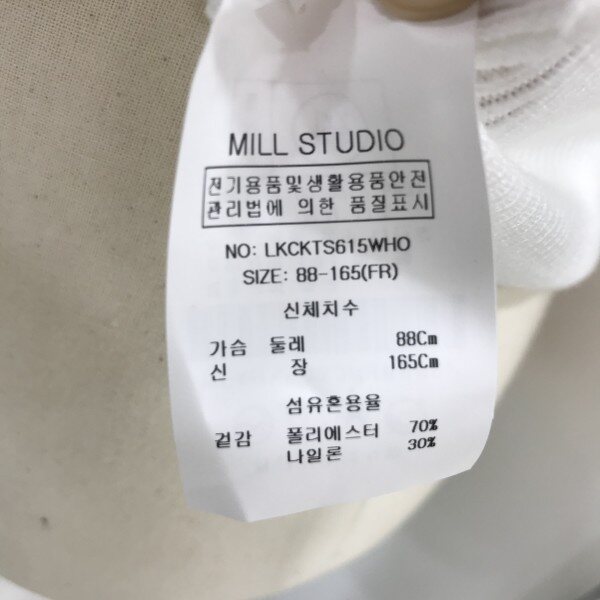 MILL STUDIO
전기용품및생활용품안전
관리법에 의한 품질표시
NO: LKCKTS615WHO
SIZE: 88-165(FR)
신체치수
가슴 둘레 88Cm
신 장 165Cm
섬유혼용율
겉감 폴리에스터 70%
나일론 30%